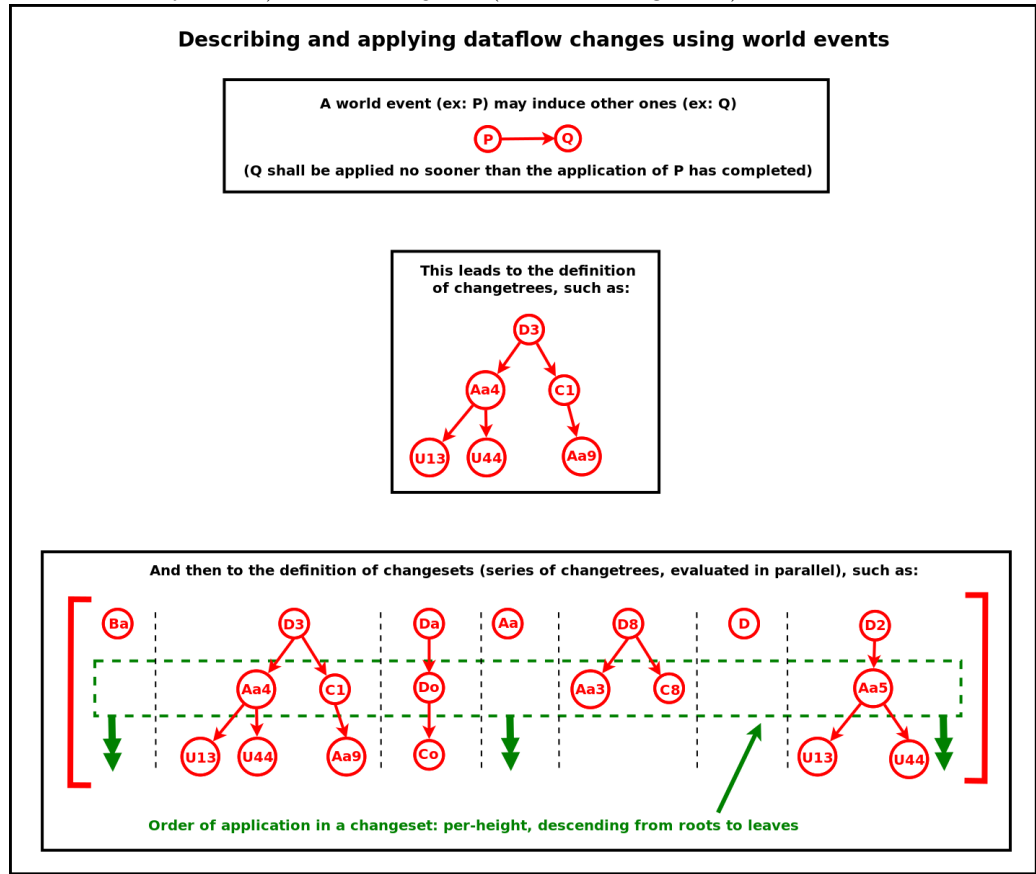 Describing and applying dataflow changes using world events
A world event (ex: P) may induce other ones (ex: Q)
P Q
(Q shall be applied no sooner than the application of P has completed)
This leads to the definition
of changetrees, such as:
D3
Aa4 C1
U13 U44 Aa9
And then to the definition of changesets (series of changetrees, evaluated in parallel), such as:
Ba D3 Da Aa D8 D D2
Aa4 C1 Do Aa3 C8 Aa5
U13 U44 Aa9 Co U13 U44
Order of application in a changeset: per-height, descending from roots to leaves